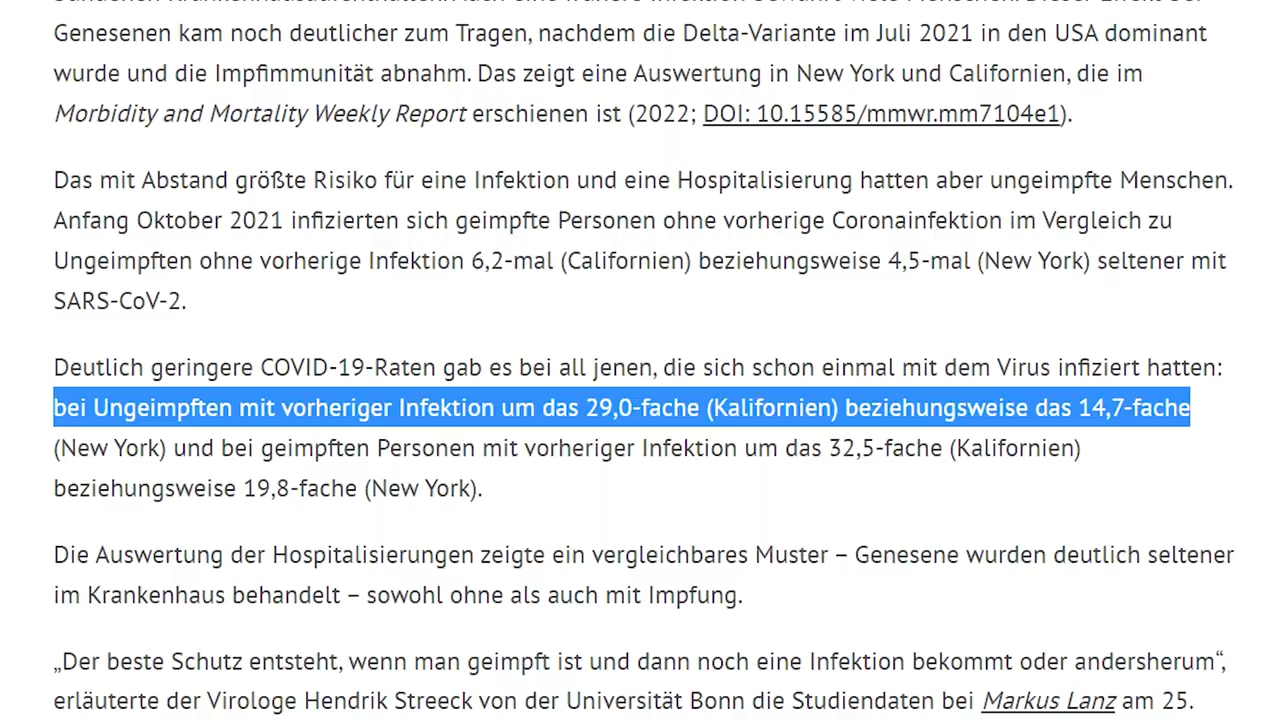 Genesenen kam noch deutlicher zum Tragen, nachdem die Delta-Variante im Juli 2021 in den USA dominant
wurde und die Impfimmunität abnahm. Das zeigt eine Auswertung in New York und Californien, die im
Morbidity and Mortality Weekly Report erschienen ist (2022; DOI: 10.15585/mmwr.mm7104e1).
Das mit Abstand größte Risiko für eine Infektion und eine Hospitalisierung hatten aber ungeimpfte Menschen.
Anfang Oktober 2021 infizierten sich geimpfte Personen ohne vorherige Coronainfektion im Vergleich zu
Ungeimpften ohne vorherige Infektion 6,2-mal (Californien) beziehungsweise 4,5-mal (New York) seltener mit
SARS-CoV-2.
Deutlich geringere COVID-19-Raten gab es bei all jenen, die sich schon einmal mit dem Virus infiziert hatten:
bei Ungeimpften mit vorheriger Infektion um das 29,0-fache (Kalifornien) beziehungsweise das 14,7-fache
(New York) und bei geimpften Personen mit vorheriger Infektion um das 32,5-fache (Kalifornien)
beziehungsweise 19,8-fache (New York).
Die Auswertung der Hospitalisierungen zeigte ein vergleichbares Muster – Genesene wurden deutlich seltener
im Krankenhaus behandelt – sowohl ohne als auch mit Impfung.
„Der beste Schutz entsteht, wenn man geimpft ist und dann noch eine Infektion bekommt oder andersherum“,
erläuterte der Virologe Hendrik Streeck von der Universität Bonn die Studiendaten bei Markus Lanz am 25.